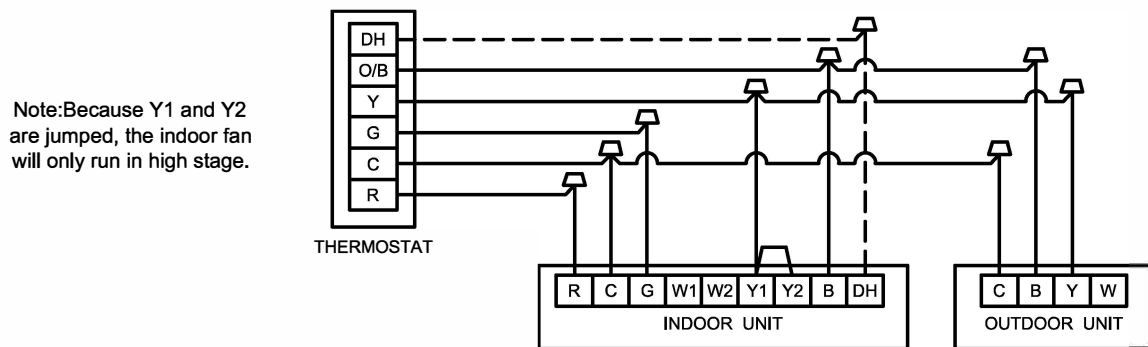 DH
O/B
Y
G
C
R
Note:Because Y1 and Y2
are jumped, the indoor fan
will only run in high stage.
THERMOSTAT
R C G W1 W2 Y1 Y2 B DH
INDOOR UNIT
C B Y W
OUTDOOR UNIT